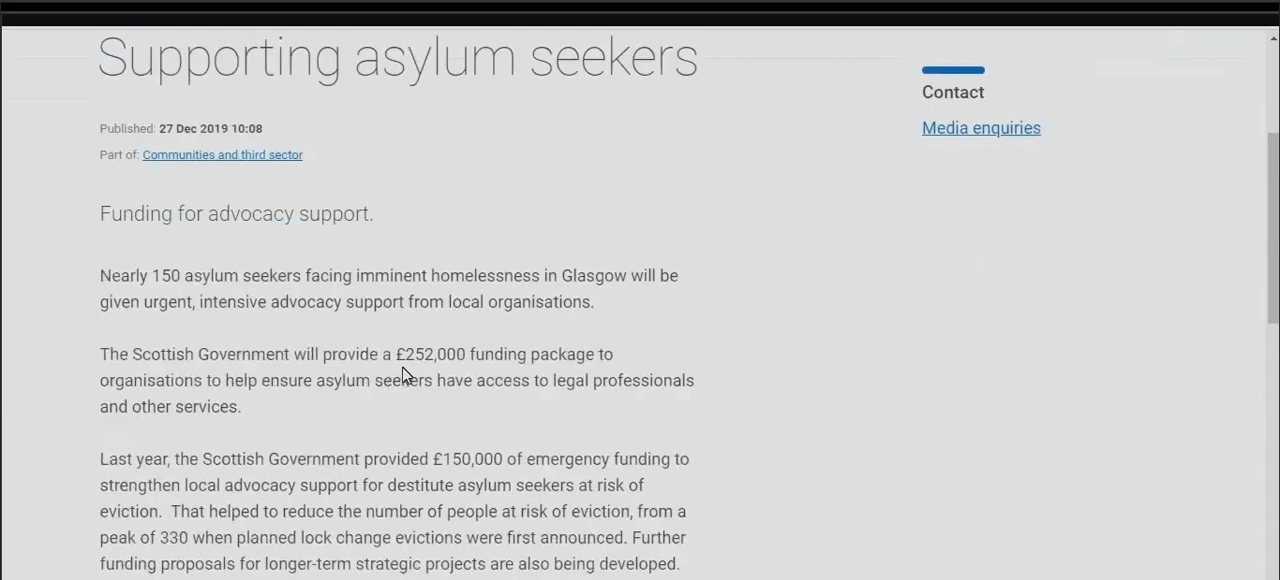 Supporting asylum seekers
Contact
Media enquiries
Published: 27 Dec 2019 10:08
Part of: Communities and third sector
Funding for advocacy support.
Nearly 150 asylum seekers facing imminent homelessness in Glasgow will be
given urgent, intensive advocacy support from local organisations.
The Scottish Government will provide a £252,000 funding package to
organisations to help ensure asylum seekers have access to legal professionals
and other services.
Last year, the Scottish Government provided £150,000 of emergency funding to
strengthen local advocacy support for destitute asylum seekers at risk of
eviction.  That helped to reduce the number of people at risk of eviction, from a
peak of 330 when planned lock change evictions were first announced. Further
funding proposals for longer-term strategic projects are also being developed.